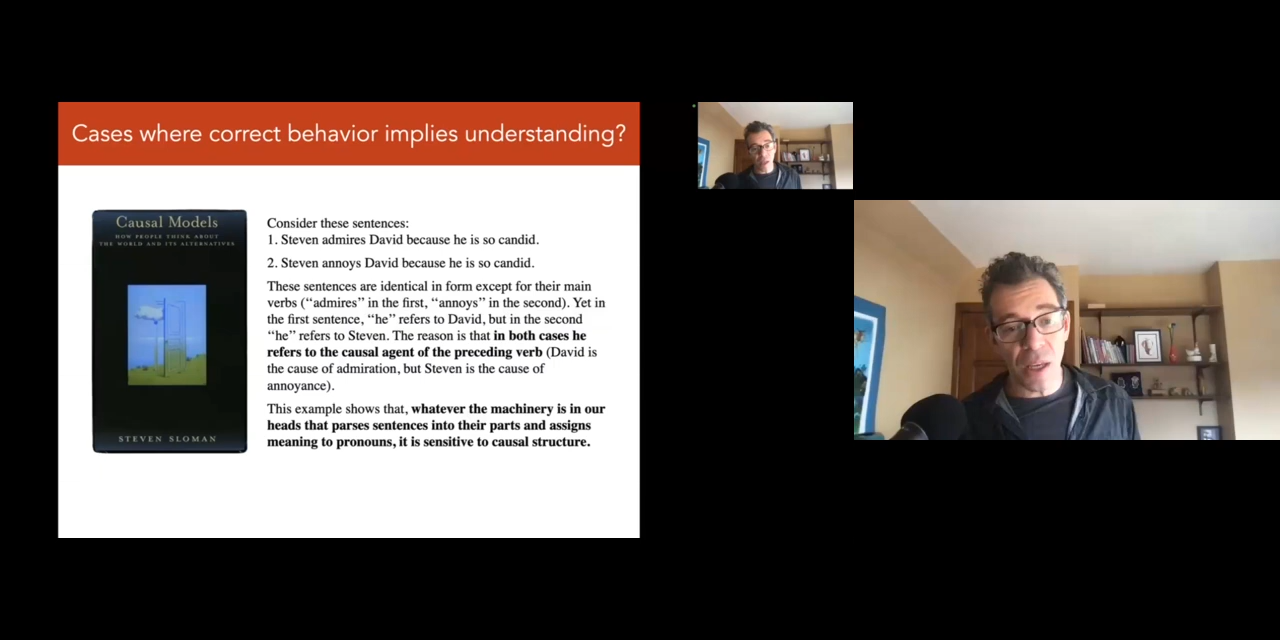 Cases where correct behavior implies understanding?
Causal Models
HOW PEOPLE THINK ABOUT
THE WORLD AND ITS ALTERNATIVES
STEVEN SLOMAN
Consider these sentences:
1. Steven admires David because he is so candid.
2. Steven annoys David because he is so candid.
These sentences are identical in form except for their main
verbs (“admires” in the first, “annoys” in the second). Yet in
the first sentence, “he” refers to David, but in the second
“he” refers to Steven. The reason is that in both cases he
refers to the causal agent of the preceding verb (David is
the cause of admiration, but Steven is the cause of
annoyance).
This example shows that, whatever the machinery is in our
heads that parses sentences into their parts and assigns
meaning to pronouns, it is sensitive to causal structure.